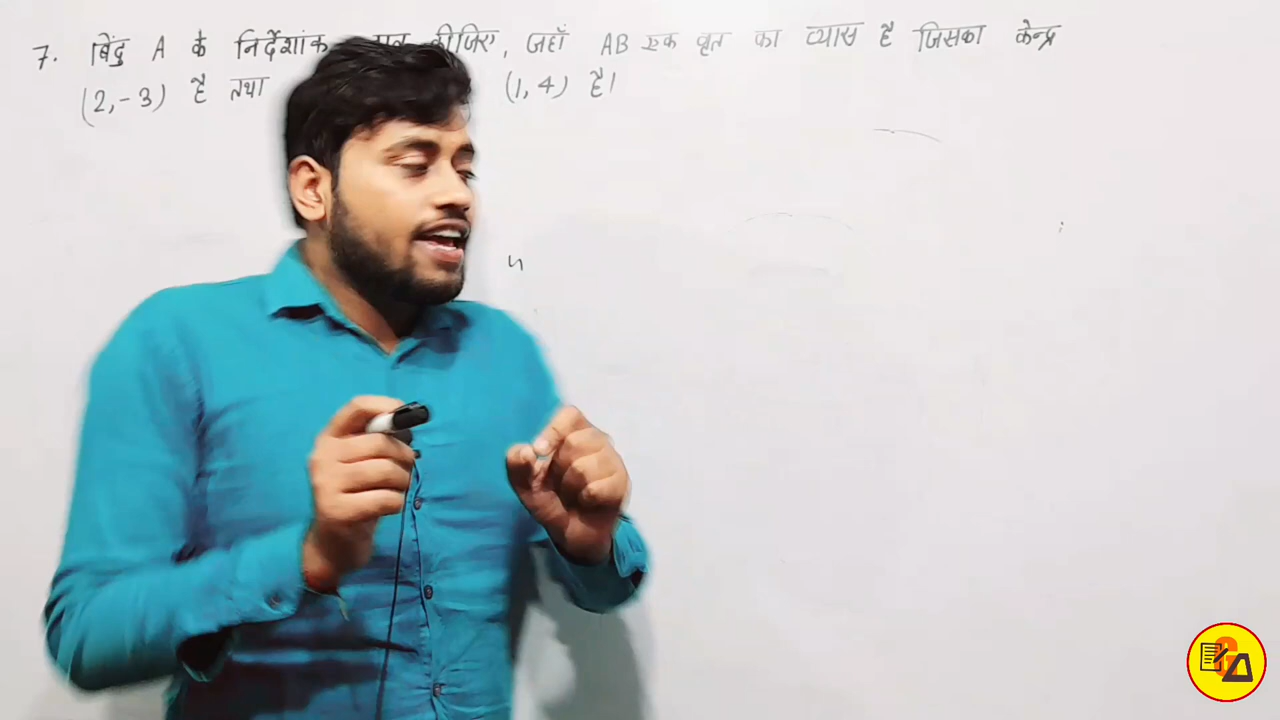 7. बिंदु A के निर्देशांक कीजिए, जहाँ AB एक वृत का व्यास है जिसका केन्द्र
(2,-3) है तथा (1,4) है।